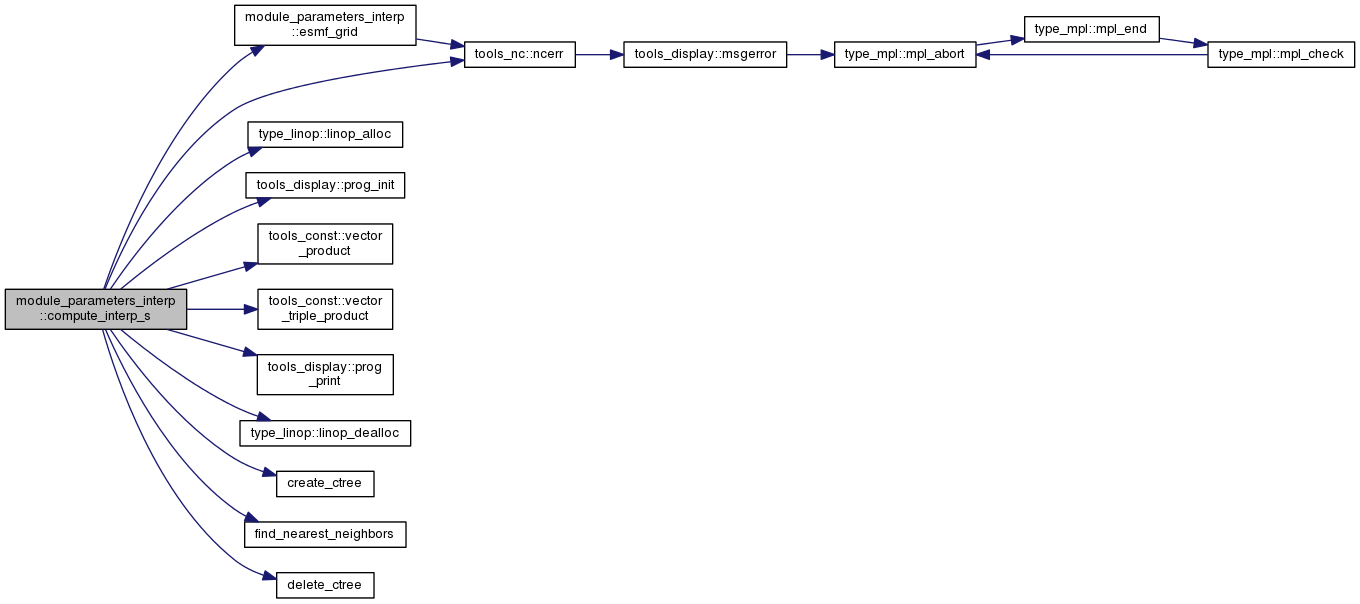 module_parameters_interp
::esmf_grid
tools_nc::ncerr
tools_display::msgerror
type_mpl::mpl_abort
type_mpl::mpl_end
type_mpl::mpl_check
type_linop::linop_alloc
tools_display::prog_init
tools_const::vector
_product
module_parameters_interp
::compute_interp_s
tools_const::vector
_triple_product
tools_display::prog
_print
type_linop::linop_dealloc
create_ctree
find_nearest_neighbors
delete_ctree